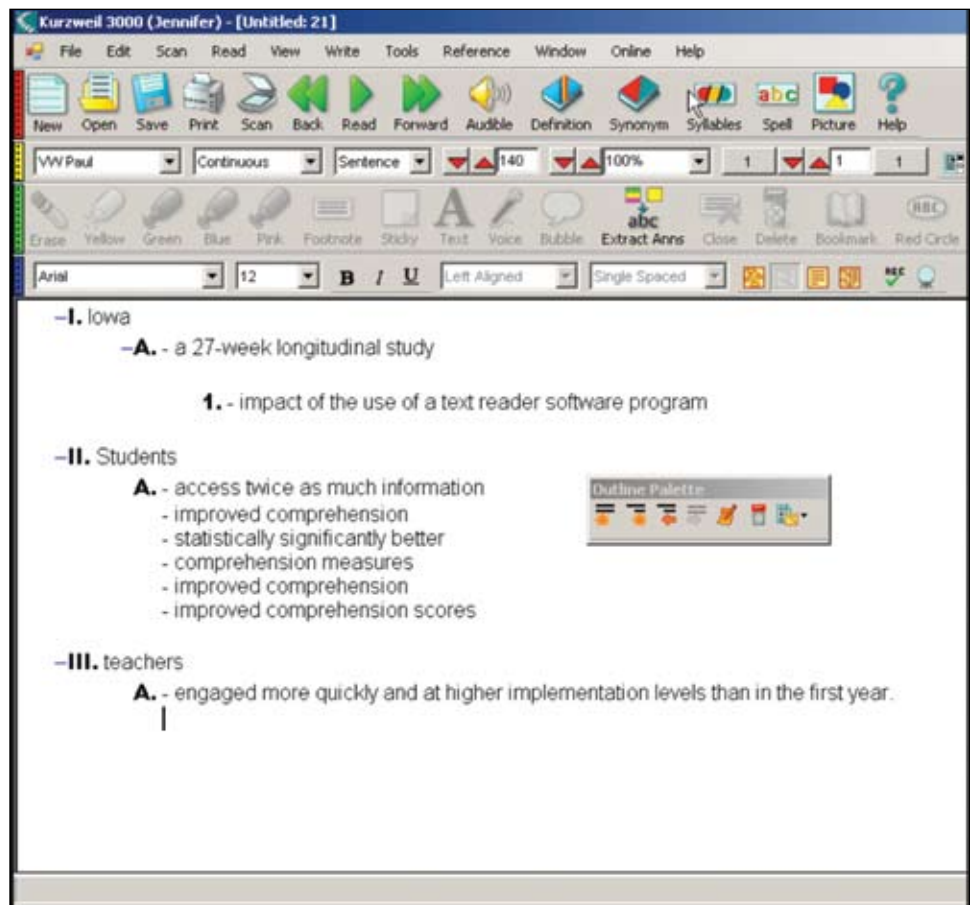 Kurzweil 3000 (Jennifer) - [Untitled: 21]
File Edit Scan Read View Write Tools Reference Window Online Help
New Open Save Print Scan Back Read Forward Audible Definition Synonym Syllables Spell Picture Help
VW Paul Continuous Sentence 140 100% 1 1 1
Erase Yellow Green Blue Pink Footnote Sticky Text Voice Bubble Extract Anns Close Delete Bookmark Red Circle
Arial 12 B I U Left Aligned Single Spaced
–I. Iowa
–A. - a 27-week longitudinal study
1. - impact of the use of a text reader software program
–II. Students
A. - access twice as much information
- improved comprehension
- statistically significantly better
- comprehension measures
- improved comprehension
- improved comprehension scores
Outline Palette
–III. teachers
A. - engaged more quickly and at higher implementation levels than in the first year.